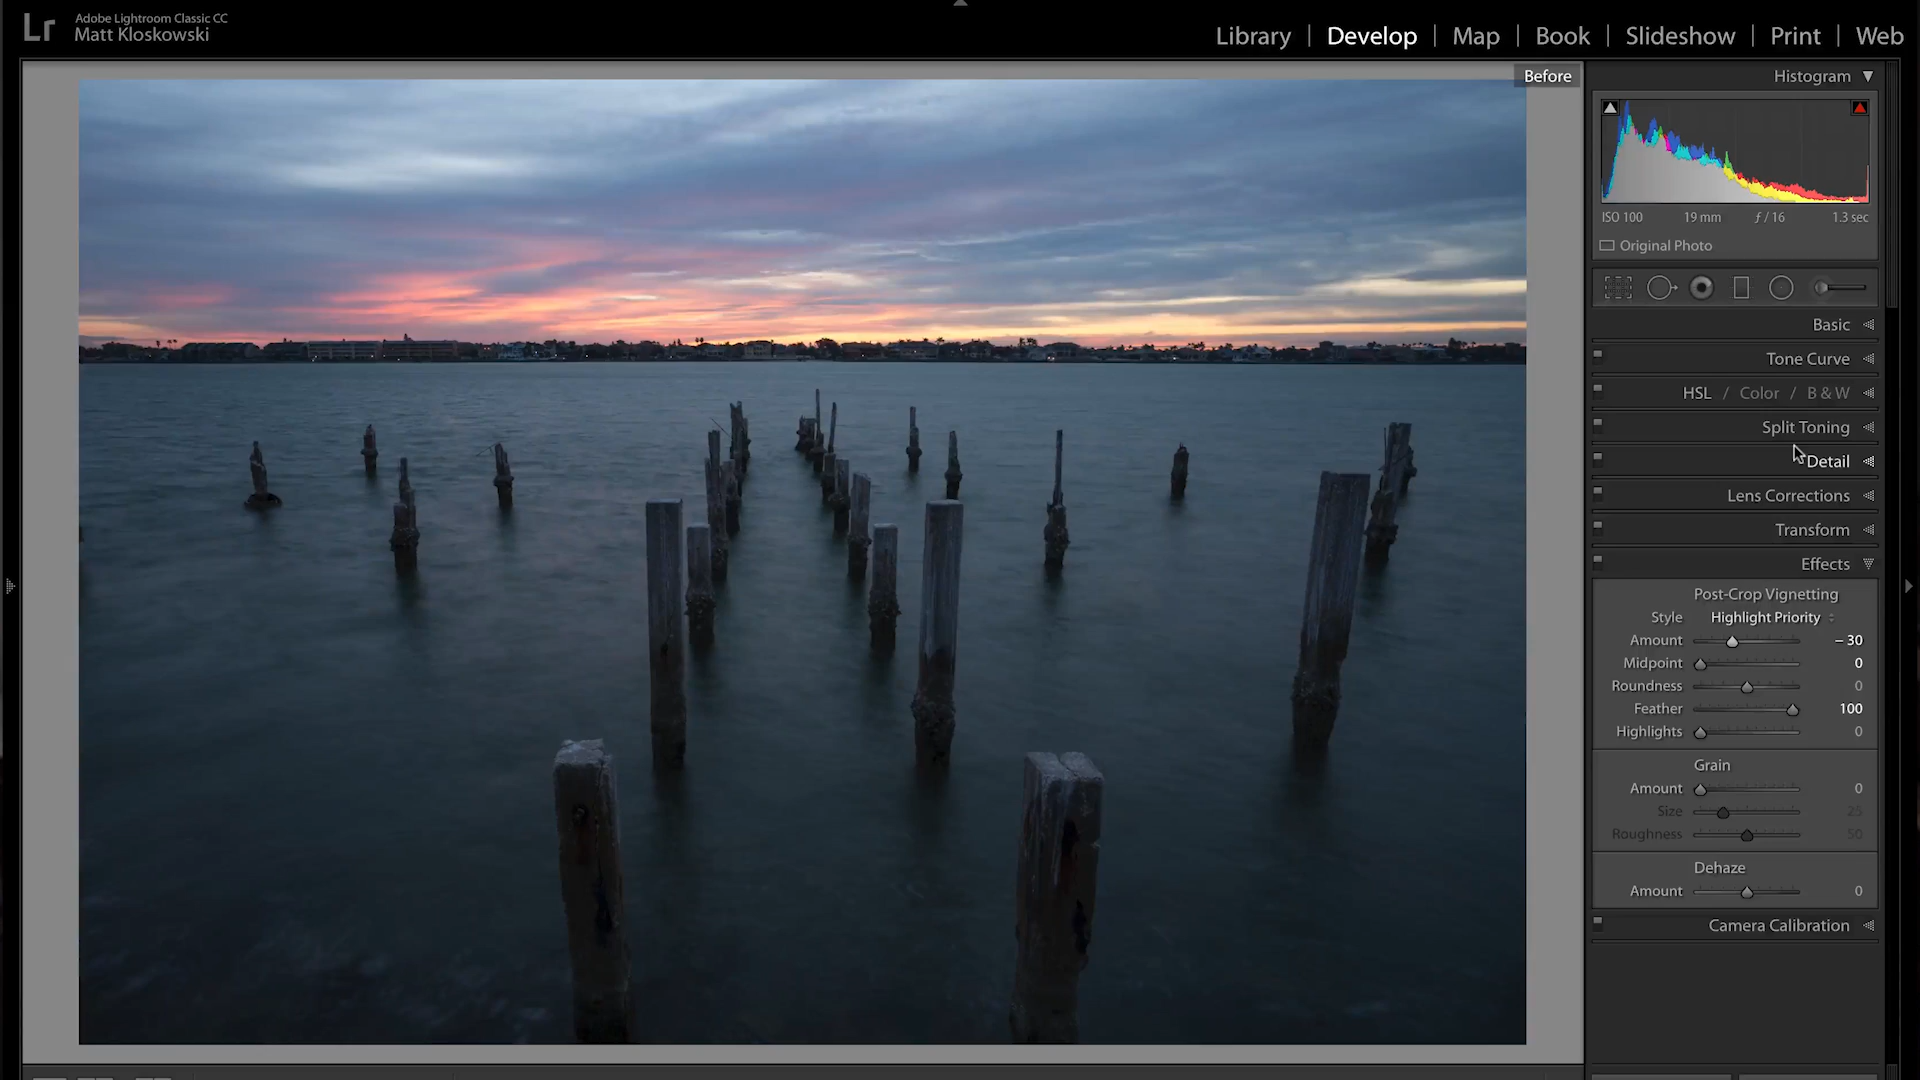 Lr
Adobe Lightroom Classic CC
Matt Kloskowski
Library | Develop | Map | Book | Slideshow | Print | Web
Before
Histogram
ISO 100 19 mm ƒ / 16 1.3 sec
Original Photo
Basic
Tone Curve
HSL / Color / B & W
Split Toning
Detail
Lens Corrections
Transform
Effects
Post-Crop Vignetting
Style Highlight Priority
Amount – 30
Midpoint 0
Roundness 0
Feather 100
Highlights 0
Grain
Amount 0
Size 25
Roughness 50
Dehaze
Amount 0
Camera Calibration